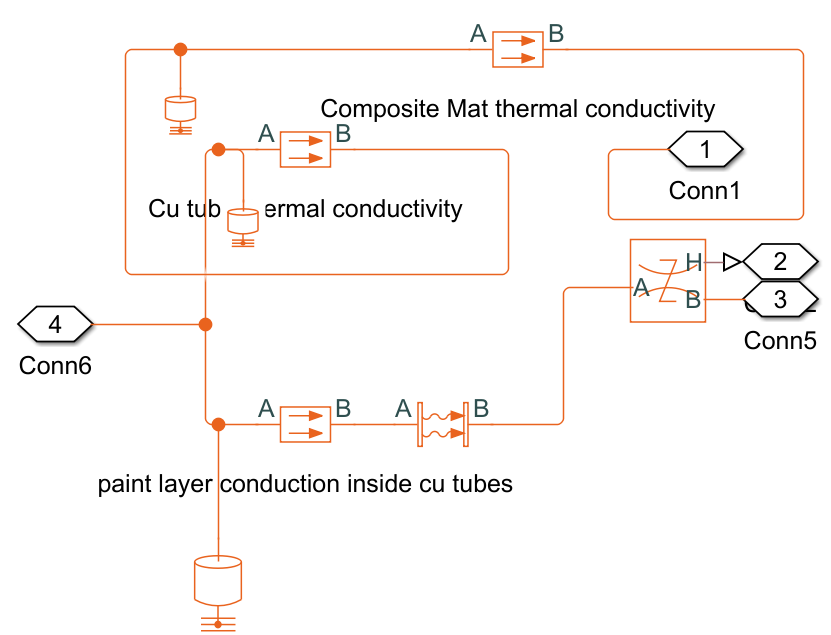 A B
Composite Mat thermal conductivity
A B
1
Conn1
Cu tub ermal conductivity
H
2
A
B
3
4
Conn5
Conn6
A B A B
paint layer conduction inside cu tubes